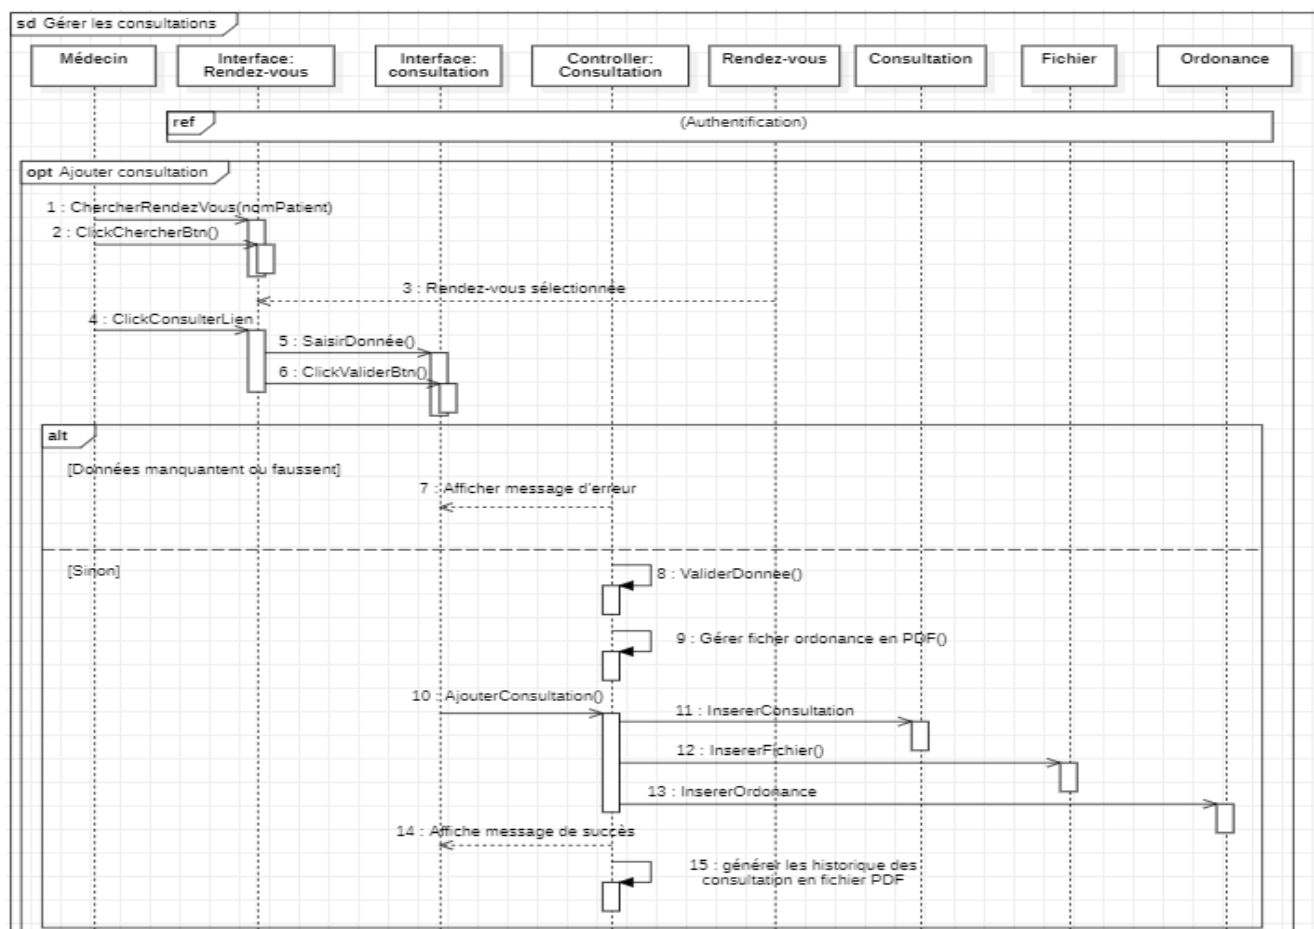 sd Gérer les consultations
Médecin
Interface:
Rendez-vous
Interface:
consultation
Controller:
Consultation
Rendez-vous
Consultation
Fichier
Ordonance
ref
(Authentification)
opt Ajouter consultation
1 : ChercherRendezVous(nomPatient)
2 : ClickChercherBtn()
3 : Rendez-vous sélectionnée
4 : ClickConsulterLien
5 : SaisirDonnée()
6 : ClickValiderBtn()
alt
[Données manquantent ou faussent]
7 : Afficher message d'erreur
[Sinon]
8 : ValiderDonnée()
9 : Gérer ficher ordonance en PDF()
10 : AjouterConsultation()
11 : InsererConsultation
12 : InsererFichier()
13 : InsererOrdonance
14 : Affiche message de succès
15 : générer les historique des
consultation en fichier PDF